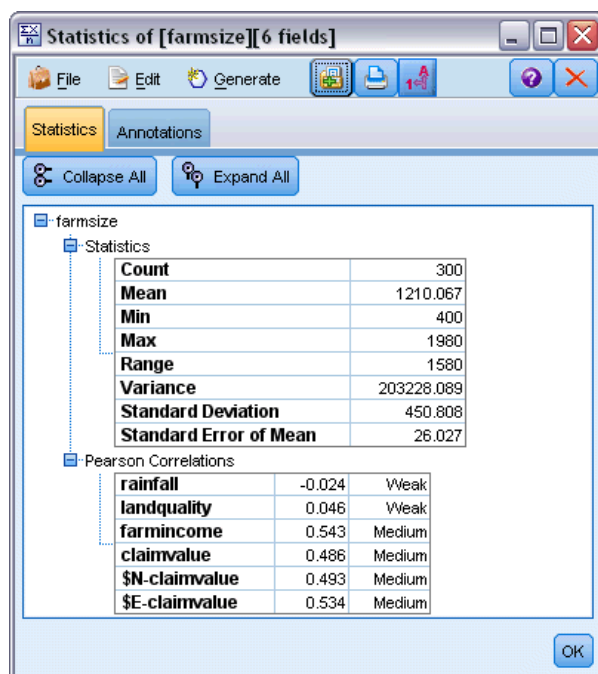 Statistics of [farmsize][6 fields]
File Edit Generate
Statistics Annotations
Collapse All Expand All
farmsize
Statistics
Count 300
Mean 1210.067
Min 400
Max 1980
Range 1580
Variance 203228.089
Standard Deviation 450.808
Standard Error of Mean 26.027
Pearson Correlations
rainfall -0.024 Weak
landquality 0.046 Weak
farmincome 0.543 Medium
claimvalue 0.486 Medium
$N-claimvalue 0.493 Medium
$E-claimvalue 0.534 Medium
OK